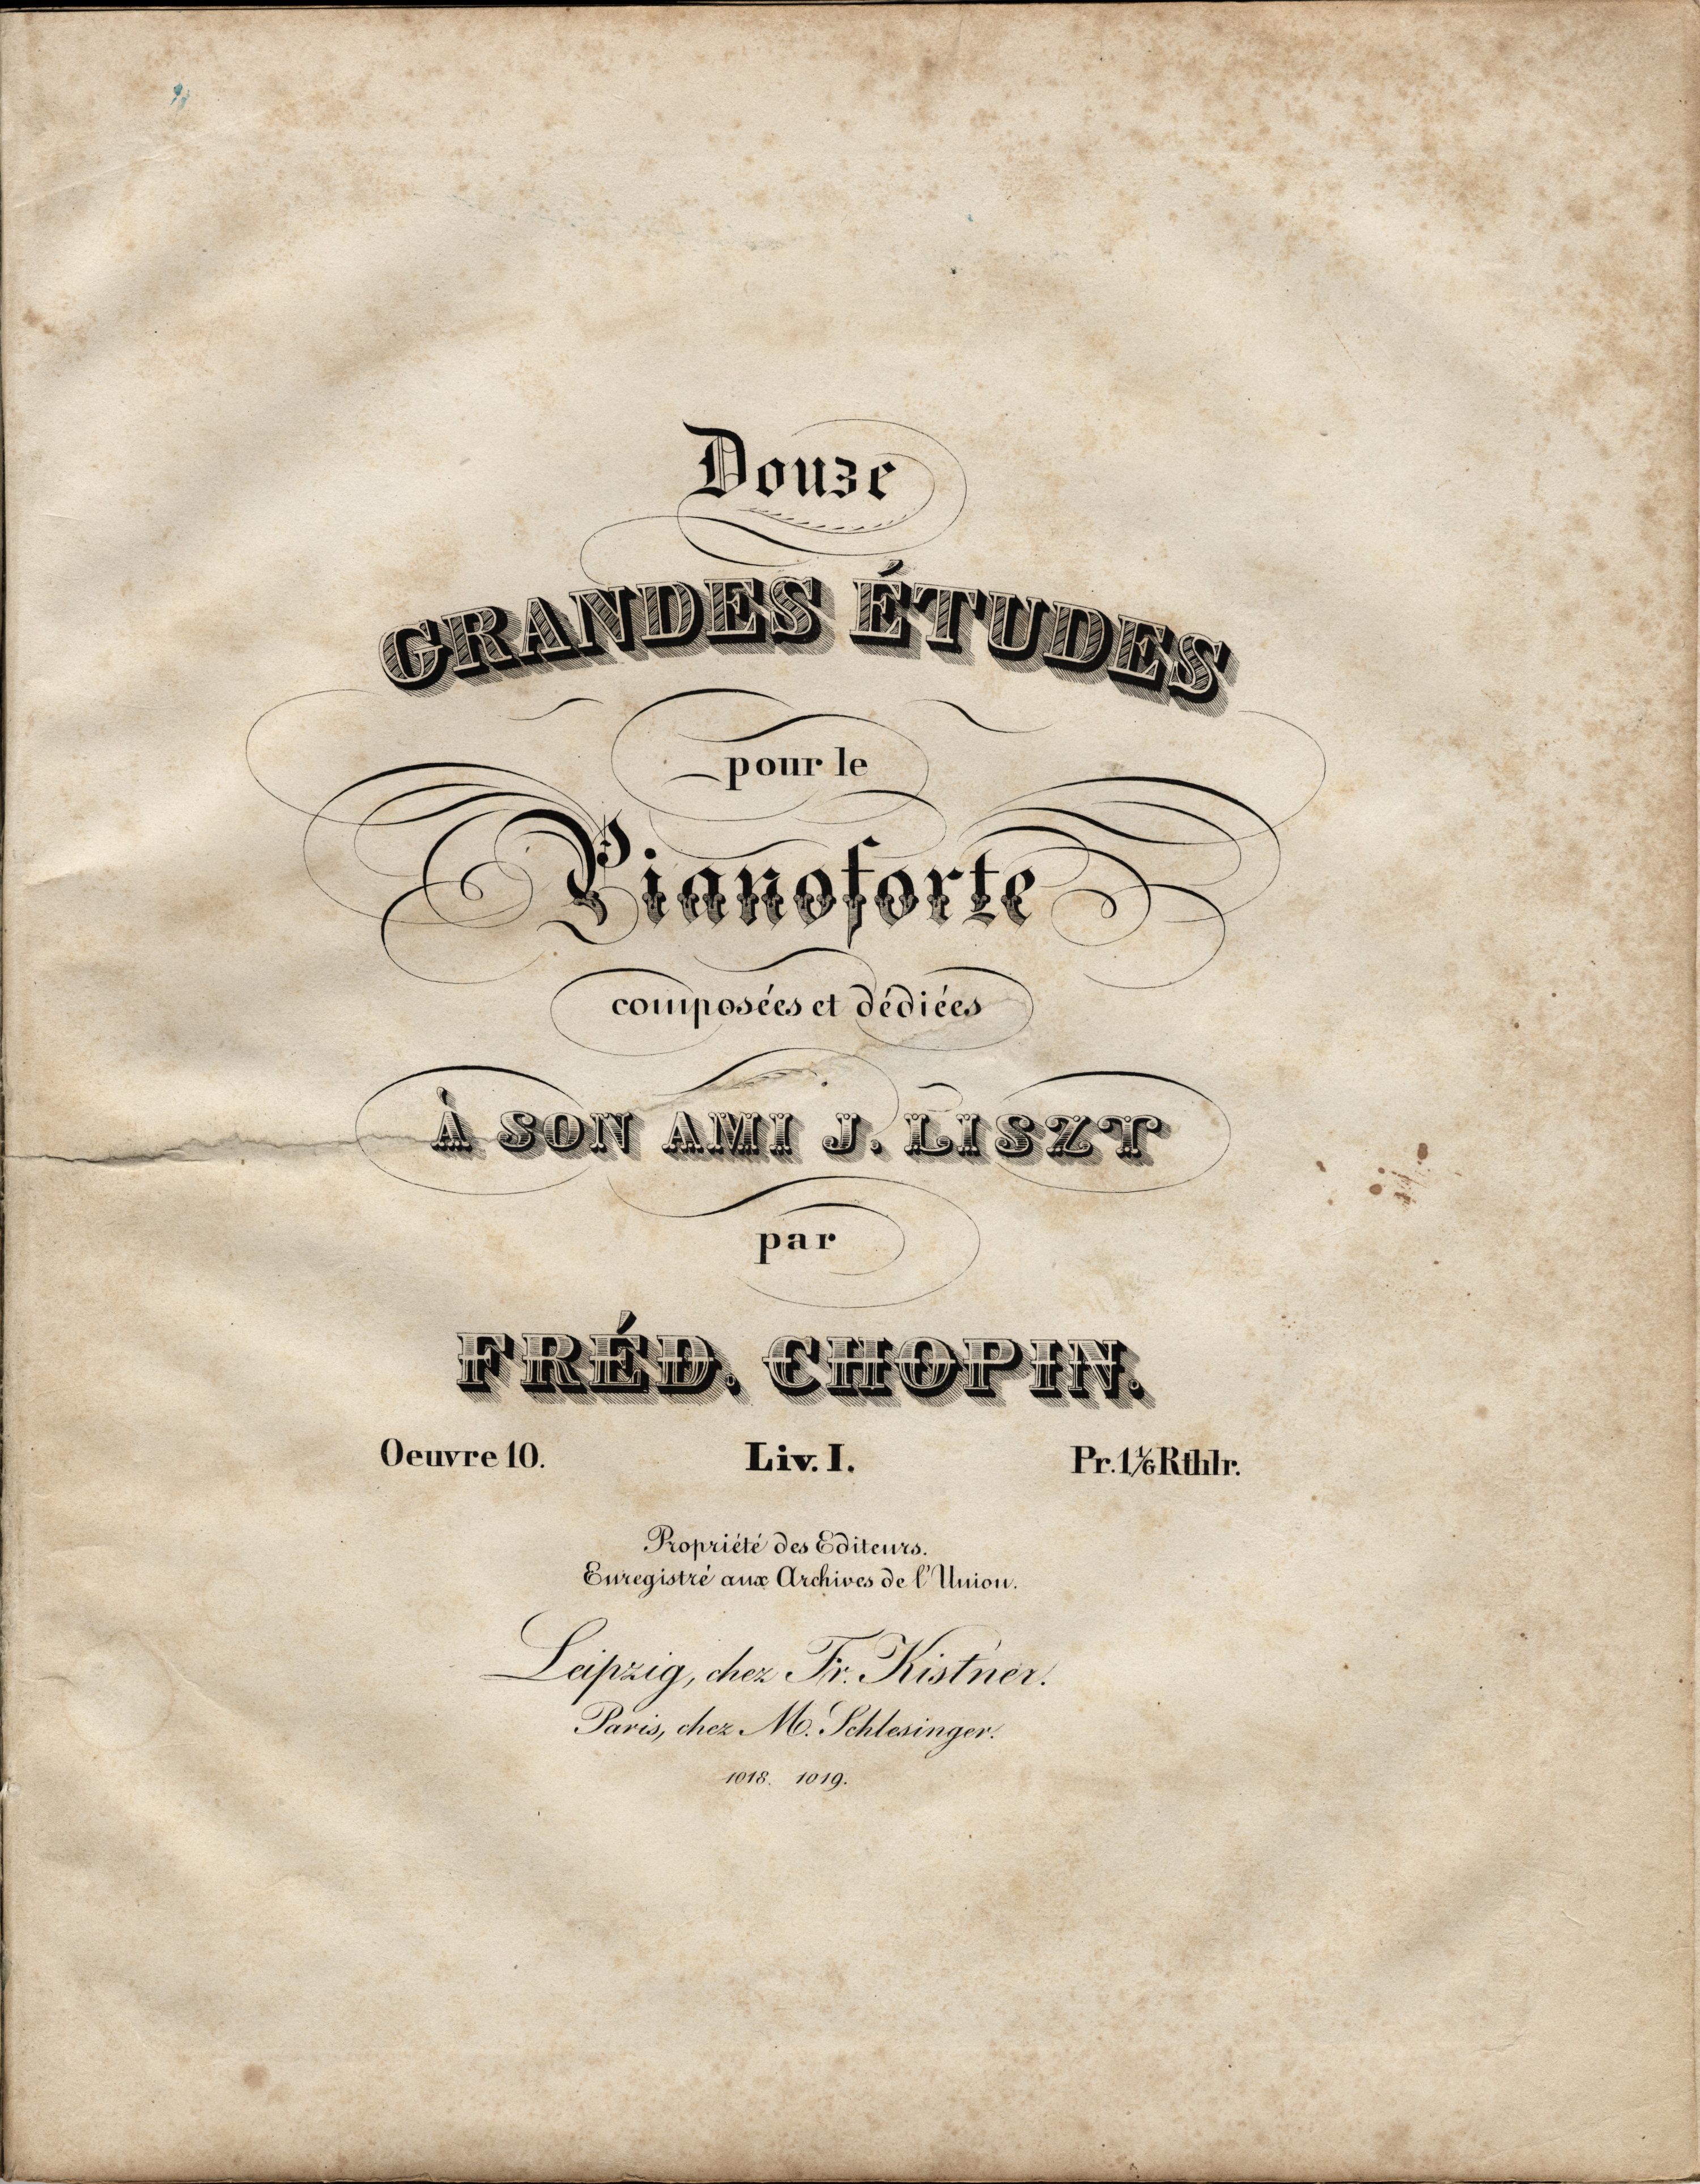 Douze
GRANDES ÉTUDES
pour le
Pianoforte
composées et dédiées
À SON AMI J. LISZT
par
FRÉD. CHOPIN.
Oeuvre 10. Liv. I. Pr. 1 1/6 Rthlr.
Propriété des Editeurs.
Enregistré aux Archives de l'Union.
Leipzig, chez Fr. Kistner.
Paris, chez M. Schlesinger.
1018. 1019.